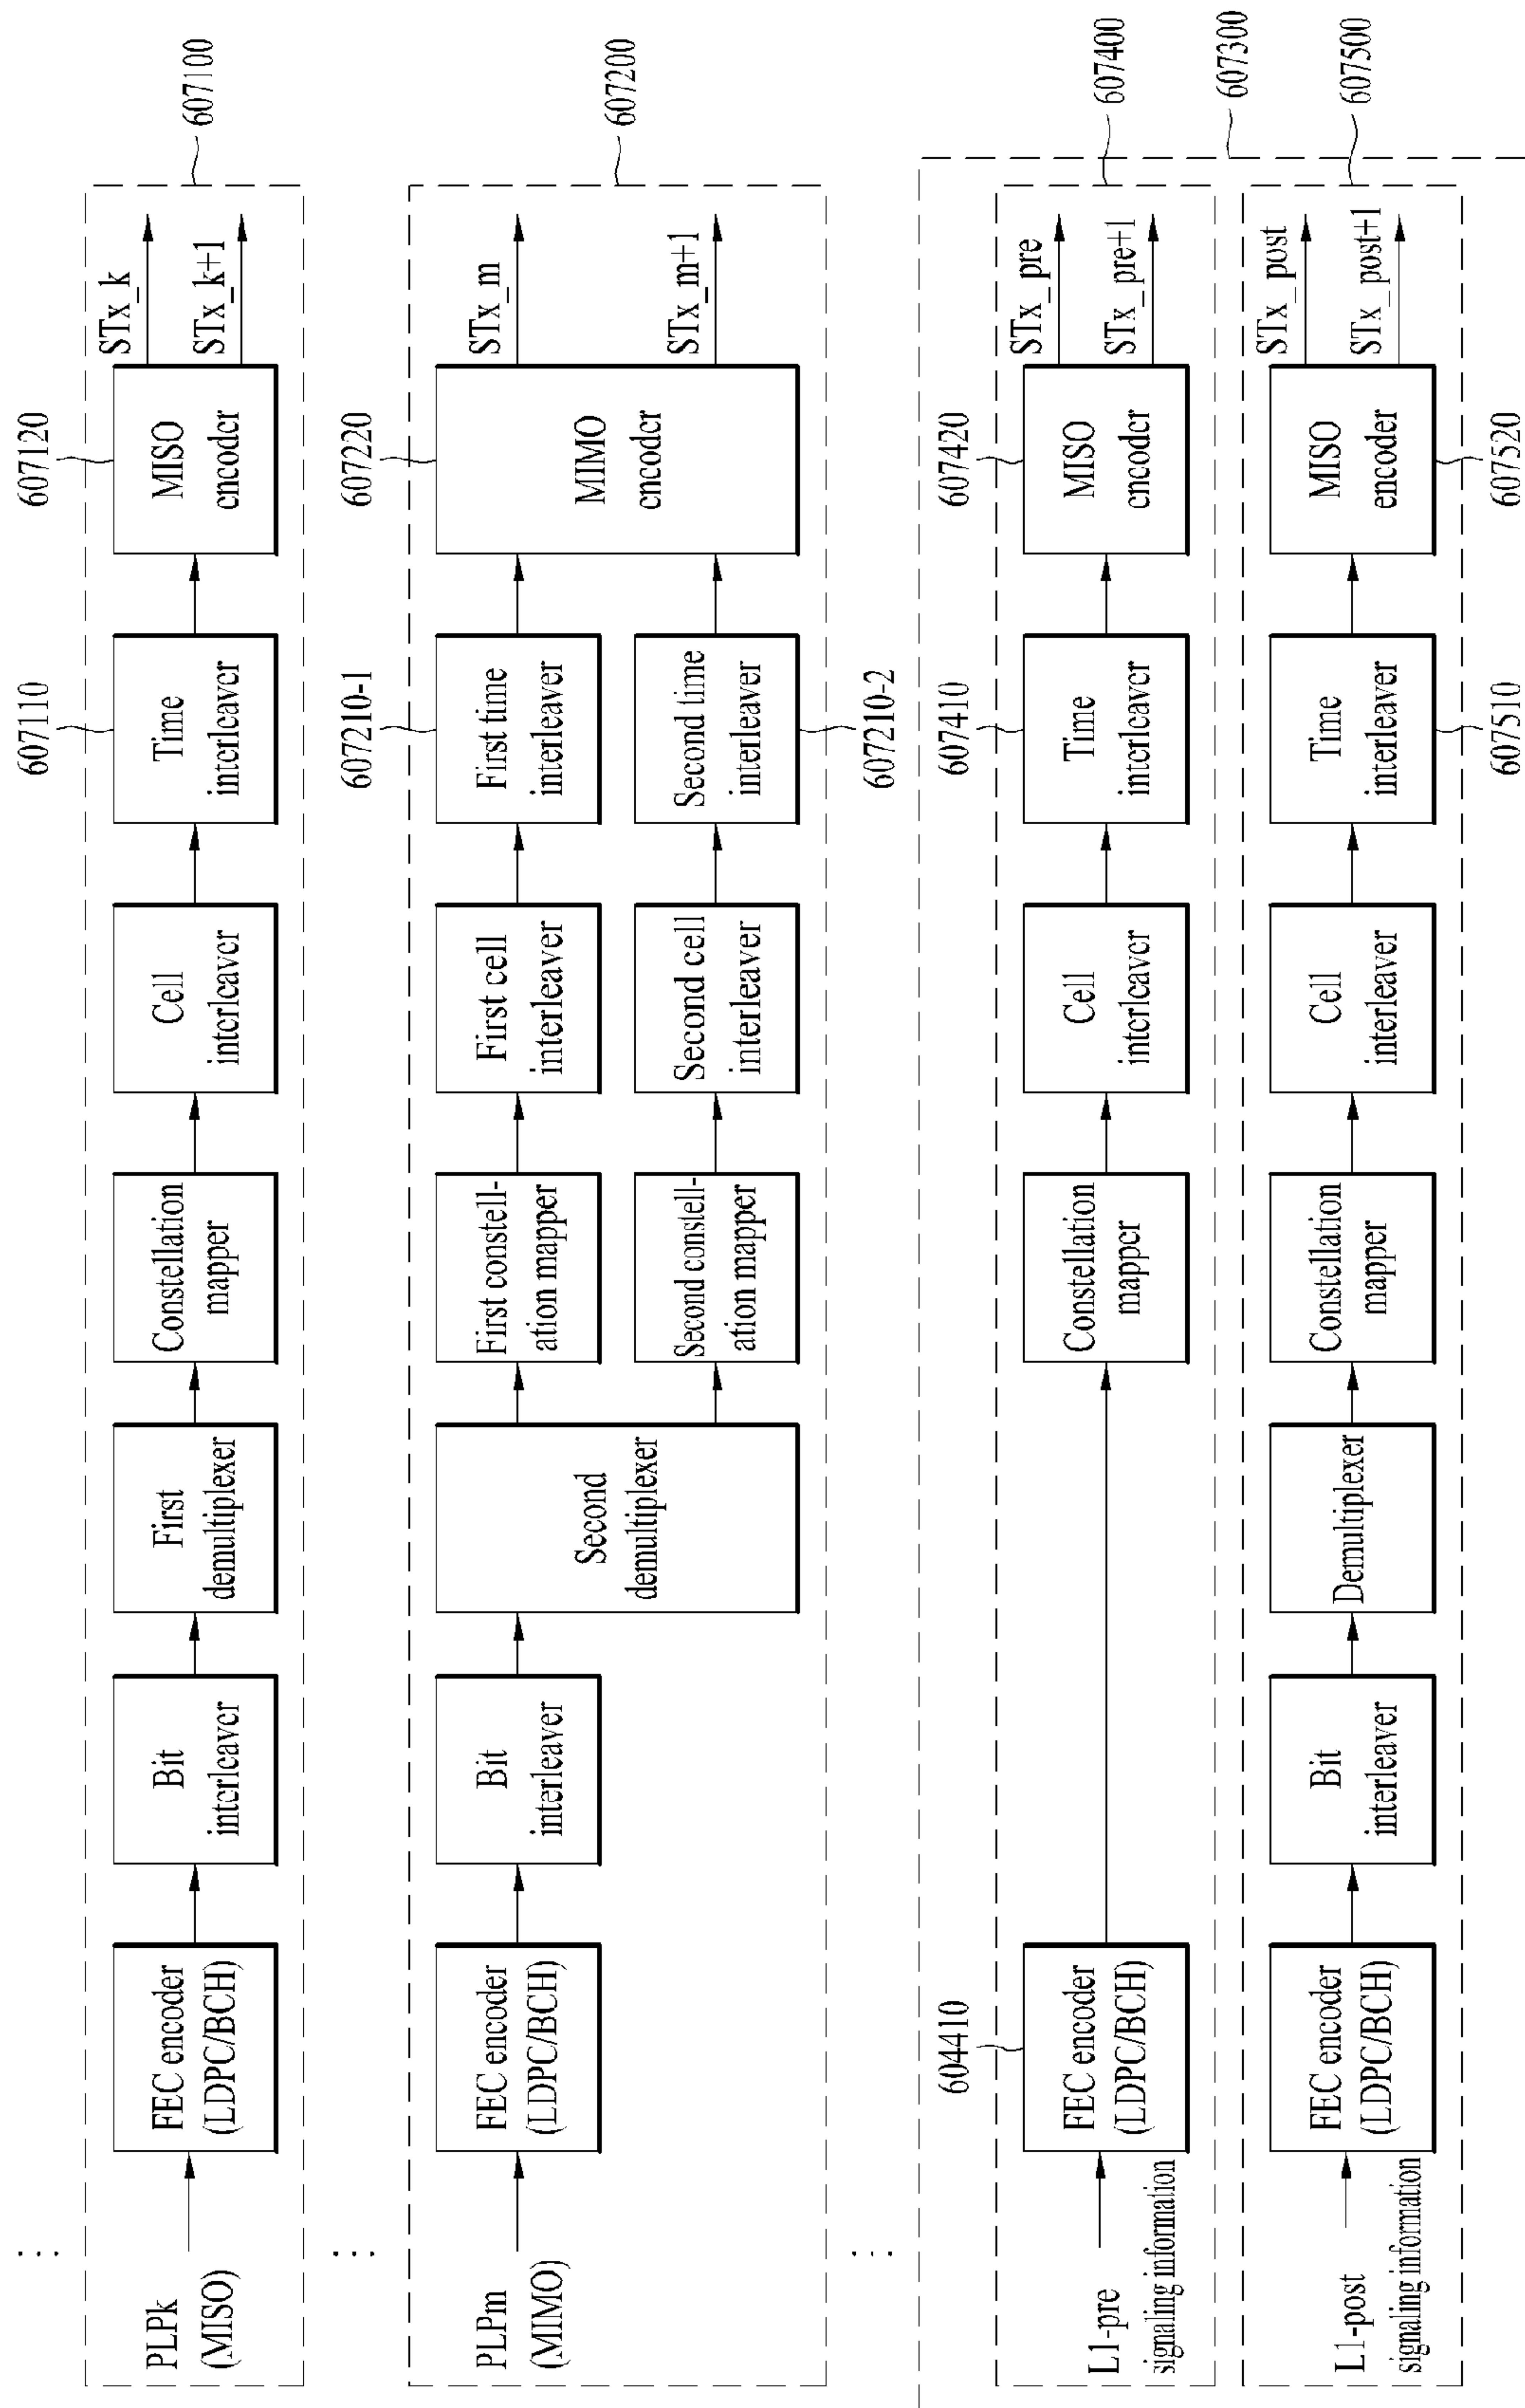 ⋮
PLPk
(MISO)
FEC encoder
(LDPC/BCH)
Bit
interleaver
First
demultiplexer
Constellation
mapper
Cell
interleaver
Time
interleaver
607110
MISO
encoder
607120
STx_k
STx_k+1
607100
⋮
PLPm
(MIMO)
FEC encoder
(LDPC/BCH)
Bit
interleaver
Second
demultiplexer
First constell-
ation mapper
Second constell-
ation mapper
First cell
interleaver
Second cell
interleaver
First time
interleaver
607210-1
Second time
interleaver
607210-2
MIMO
encoder
607220
STx_m
STx_m+1
607200
⋮
L1-pre
signaling information
FEC encoder
(LDPC/BCH)
604410
Constellation
mapper
Cell
interleaver
Time
interleaver
607410
MISO
encoder
607420
STx_pre
STx_pre+1
607400
607300
L1-post
signaling information
FEC encoder
(LDPC/BCH)
Bit
interleaver
Demultiplexer
Constellation
mapper
Cell
interleaver
Time
interleaver
607510
MISO
encoder
607520
STx_post
STx_post+1
607500